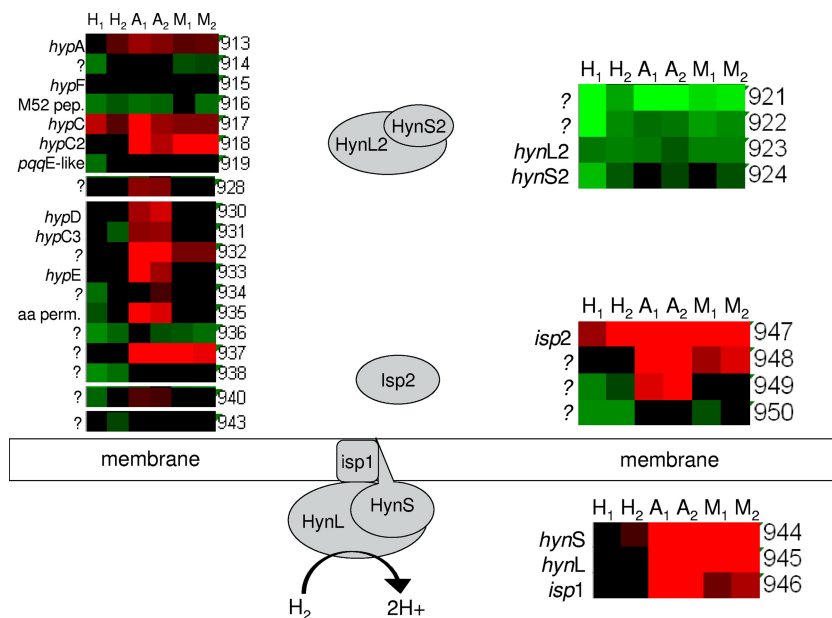 H1 H2 A1 A2 M1 M2
hypA 913
? 914
hypF 915
M52 pep. 916
hypC 917
hypC2 918
pqqE-like 919
? 928
hypD 930
hypC3 931
? 932
hypE 933
? 934
aa perm. 935
? 936
? 937
? 938
? 940
? 943
HynL2
HynS2
H1 H2 A1 A2 M1 M2
? 921
? 922
hynL2 923
hynS2 924
Isp2
H1 H2 A1 A2 M1 M2
isp2 947
? 948
? 949
? 950
membrane
isp1
membrane
HynL
HynS
H2
2H+
H1 H2 A1 A2 M1 M2
hynS 944
hynL 945
isp1 946